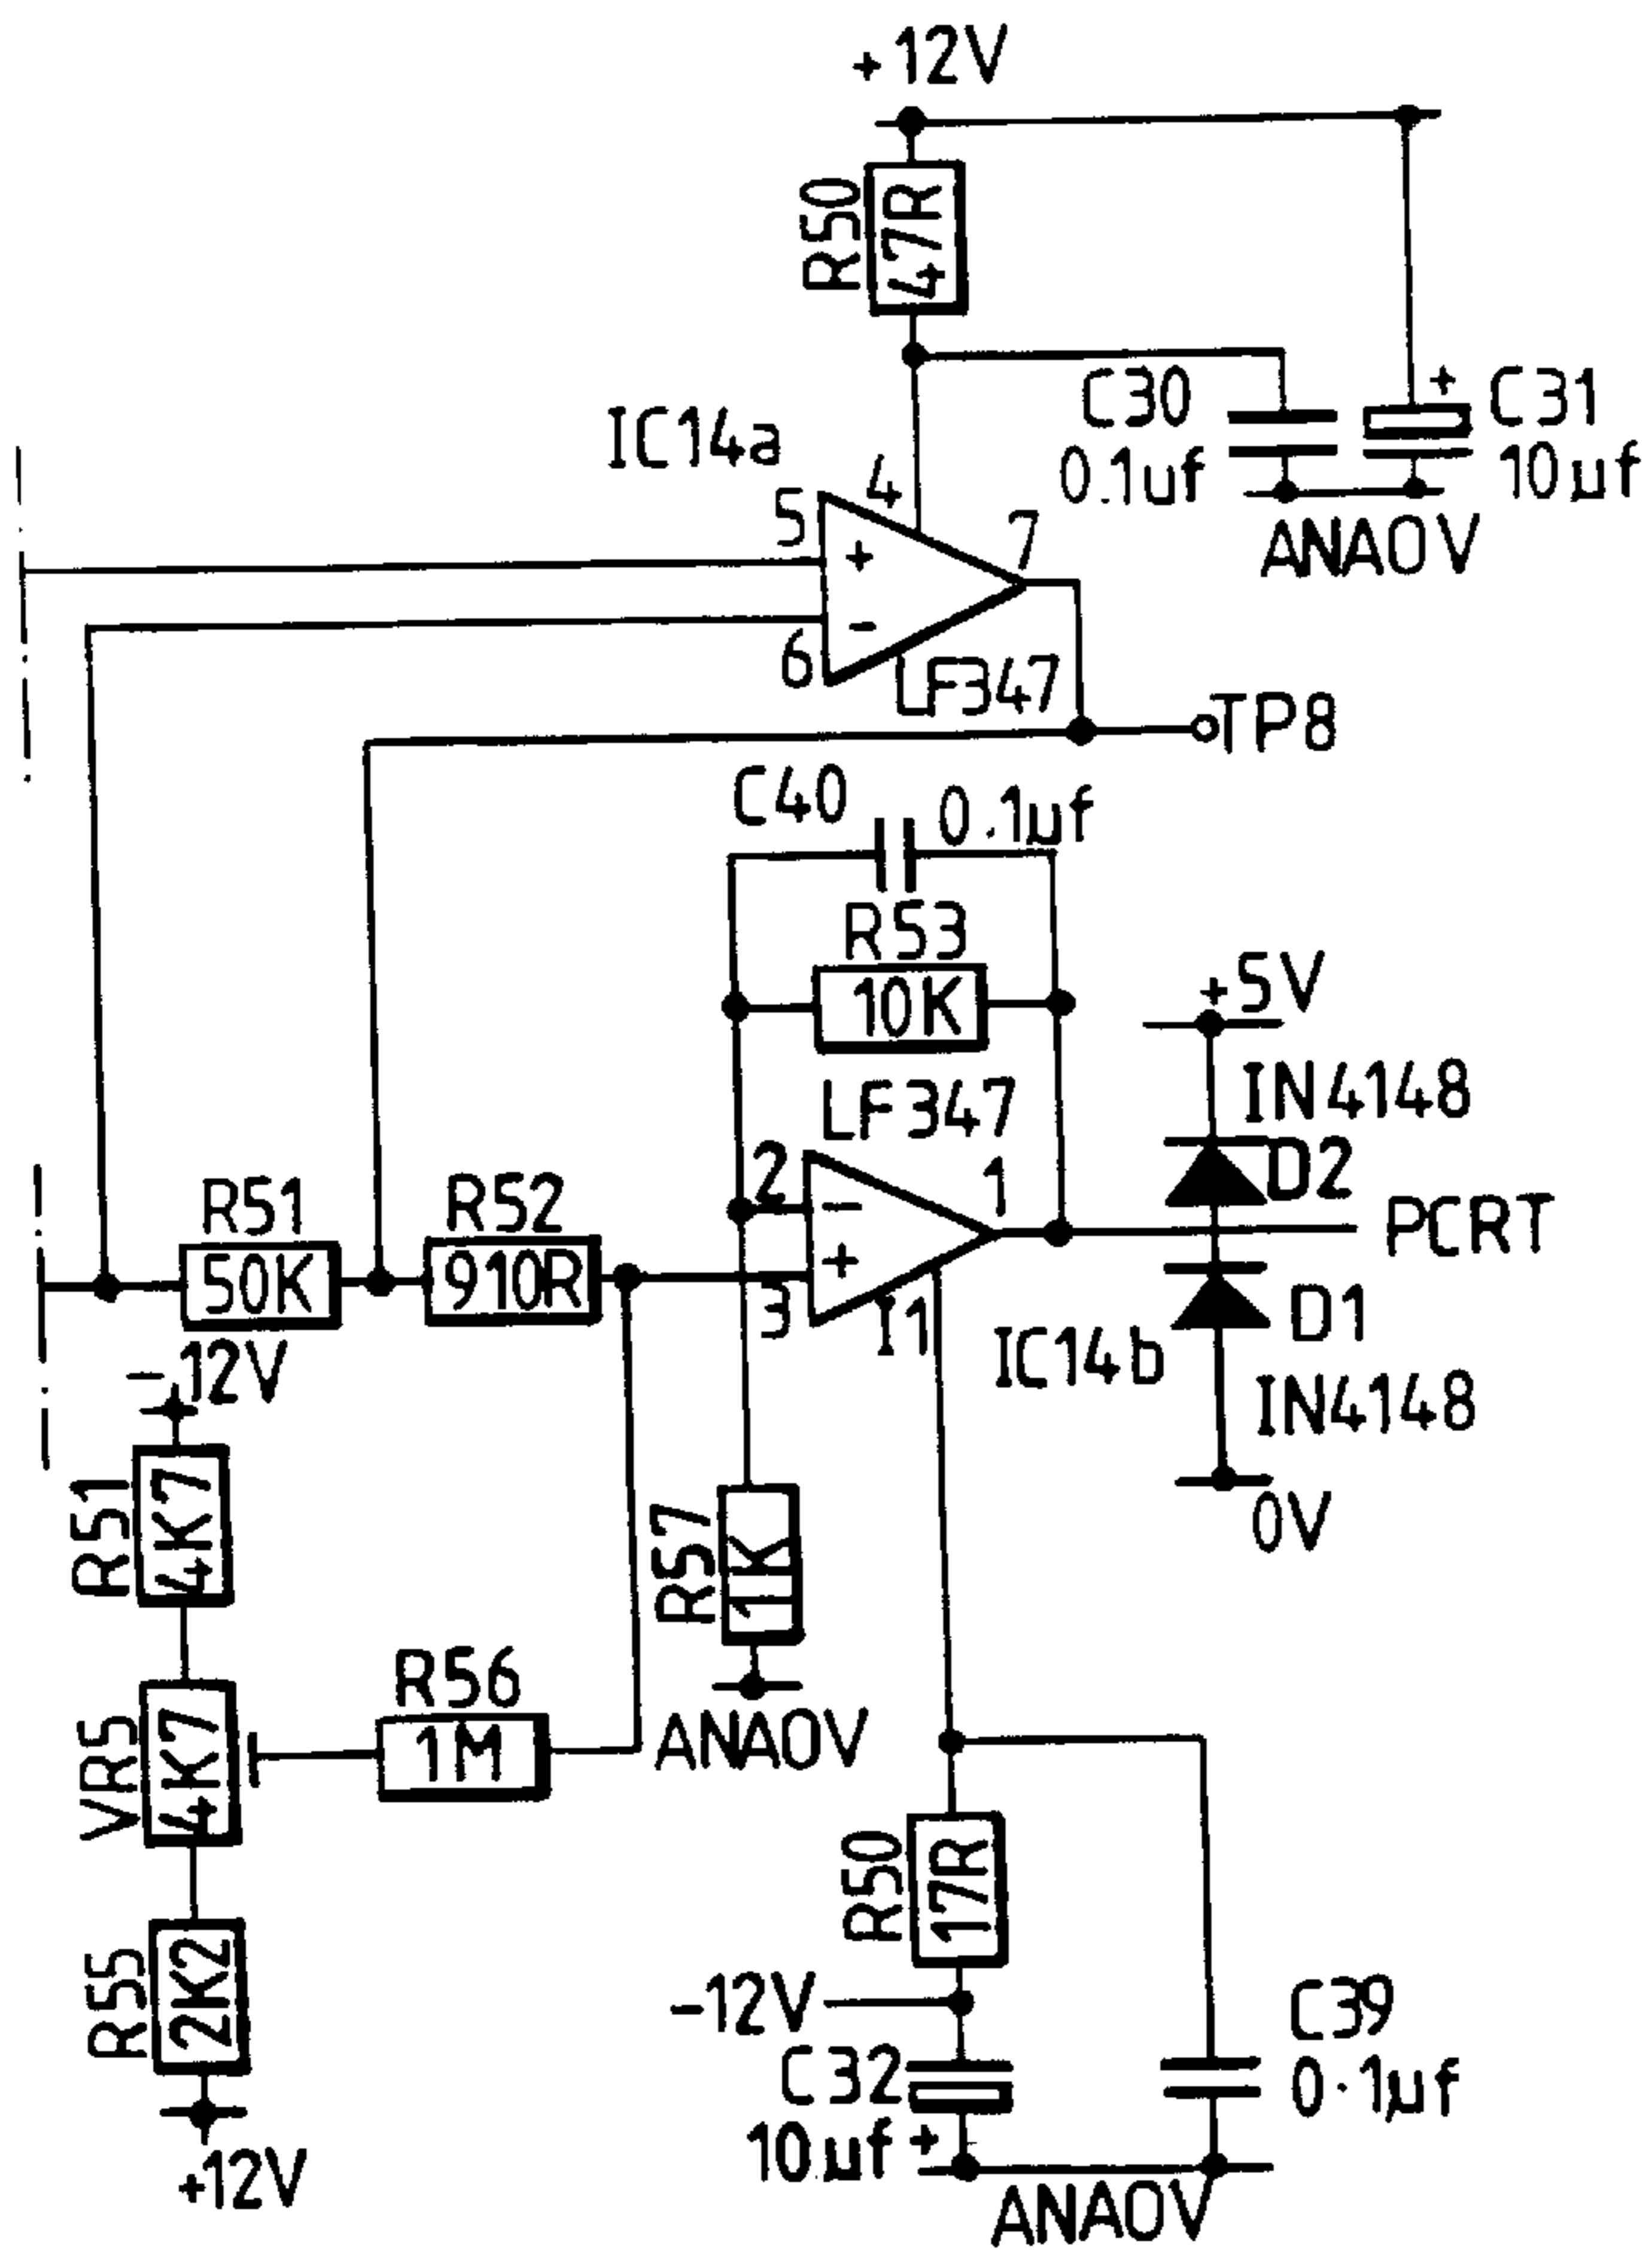 +12V
R50
47R
C30
0.1uf
+
C31
10µf
ANA0V
IC14a
5
4
7
+
-
6
LF347
TP8
C40
0.1µf
R53
10K
+5V
LF347
IN4148
D2
2
1
-
+
3
11
PCRT
R51
50K
R52
910R
IC14b
D1
IN4148
0V
-12V
R51
4K7
R57
1K
ANA0V
R56
1M
VR5
4K7
R50
17R
R55
2K2
-12V
C32
10µf
+
C39
0.1µf
ANA0V
+12V